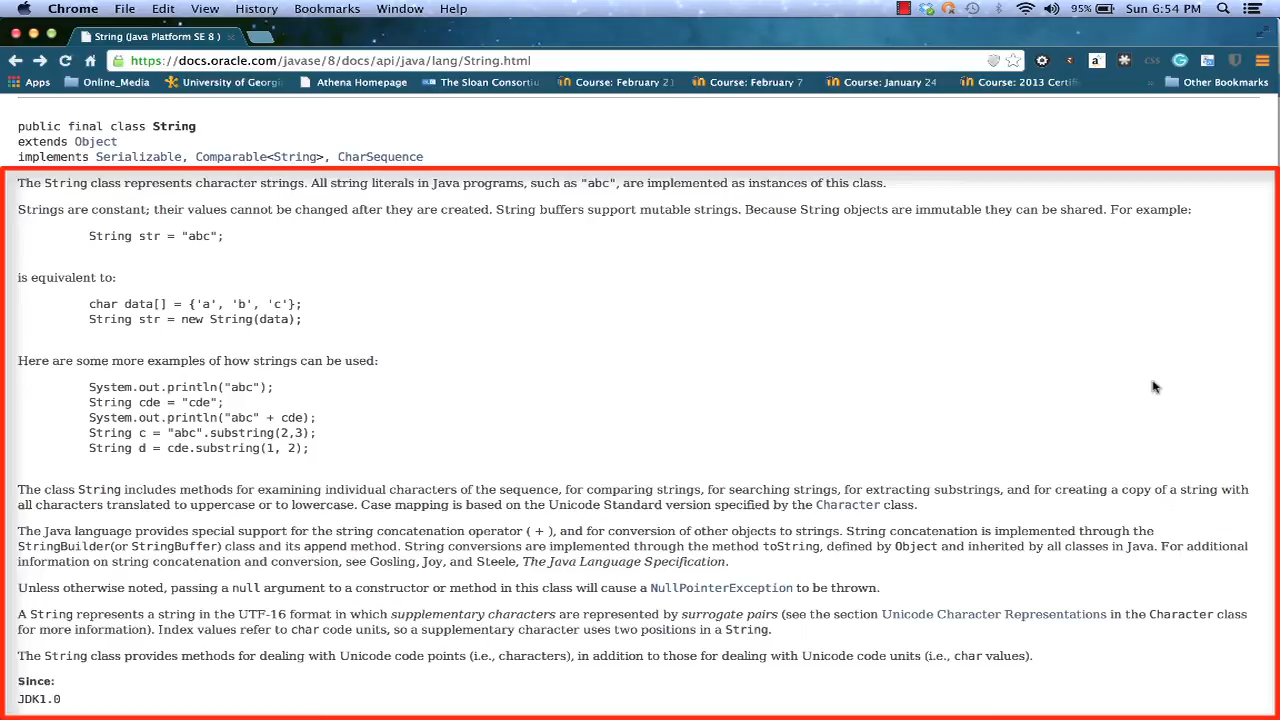 Chrome File Edit View History Bookmarks Window Help 95% Sun 6:54 PM
String (Java Platform SE 8 )
https://docs.oracle.com/javase/8/docs/api/java/lang/String.html
Apps Online_Media University of Georgi Athena Homepage The Sloan Consortiu Course: February 21 Course: February 7 Course: January 24 Course: 2013 Certif » Other Bookmarks
public final class String
extends Object
implements Serializable, Comparable<String>, CharSequence
The String class represents character strings. All string literals in Java programs, such as "abc", are implemented as instances of this class.
Strings are constant; their values cannot be changed after they are created. String buffers support mutable strings. Because String objects are immutable they can be shared. For example:
String str = "abc";
is equivalent to:
char data[] = {'a', 'b', 'c'};
String str = new String(data);
Here are some more examples of how strings can be used:
System.out.println("abc");
String cde = "cde";
System.out.println("abc" + cde);
String c = "abc".substring(2,3);
String d = cde.substring(1, 2);
The class String includes methods for examining individual characters of the sequence, for comparing strings, for searching strings, for extracting substrings, and for creating a copy of a string with
all characters translated to uppercase or to lowercase. Case mapping is based on the Unicode Standard version specified by the Character class.
The Java language provides special support for the string concatenation operator ( + ), and for conversion of other objects to strings. String concatenation is implemented through the
StringBuilder(or StringBuffer) class and its append method. String conversions are implemented through the method toString, defined by Object and inherited by all classes in Java. For additional
information on string concatenation and conversion, see Gosling, Joy, and Steele, The Java Language Specification.
Unless otherwise noted, passing a null argument to a constructor or method in this class will cause a NullPointerException to be thrown.
A String represents a string in the UTF-16 format in which supplementary characters are represented by surrogate pairs (see the section Unicode Character Representations in the Character class
for more information). Index values refer to char code units, so a supplementary character uses two positions in a String.
The String class provides methods for dealing with Unicode code points (i.e., characters), in addition to those for dealing with Unicode code units (i.e., char values).
Since:
JDK1.0